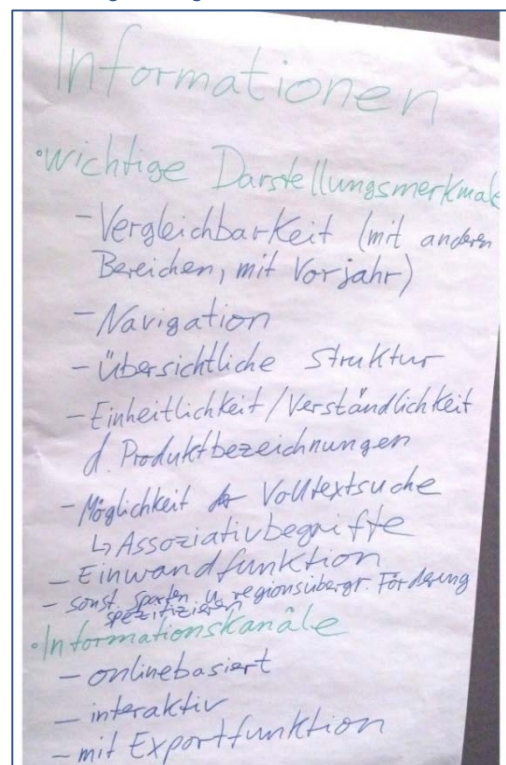 Informationen
• wichtige Darstellungsmerkmale
- Vergleichbarkeit (mit anderen
Bereichen, mit Vorjahr)
- Navigation
- Übersichtliche Struktur
- Einheitlichkeit / Verständlichkeit
d. Produktbezeichnungen
- Möglichkeit Volltextsuche
↳ Assoziativbegriffe
- Einwandfunktion
- sonst. sparten u. regionsübergr. Förderung
spezifizieren
• Informationskanäle
- onlinebasiert
- interaktiv
- mit Exportfunktion